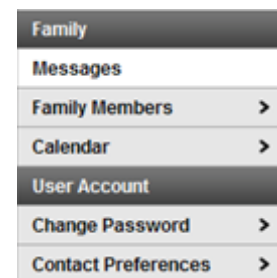 Family
Messages
Family Members
Calendar
User Account
Change Password
Contact Preferences